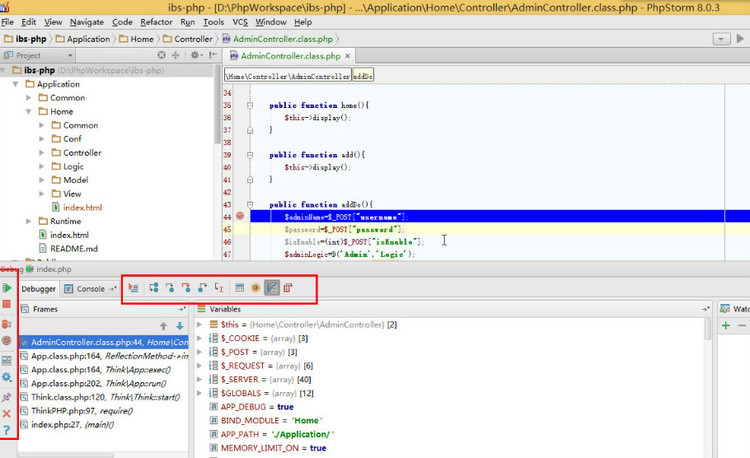 ibs-php - [D:\PhpWorkspace\ibs-php] - ...\Application\Home\Controller\AdminController.class.php - PhpStorm 8.0.3
File Edit View Navigate Code Refactor Run Tools VCS Window Help
ibs-php Application Home Controller AdminController.class.php
Project
AdminController.class.php
ibs-php (D:\PhpWorkspace\ibs-php)
Application
Common
Home
Common
Conf
Controller
Logic
Model
View
index.html
Runtime
index.html
README.md
\Home\Controller\AdminController addDo
34
35 public function home(){
36 $this->display();
37 }
38
39 public function add(){
40 $this->display();
41 }
42
43 public function addDo(){
44 $adminName=$_POST["username"];
45 $password=$_POST["password"];
46 $isEnable=(int)$_POST["isEnable"];
47 $adminLogic=D('Admin','Logic');
Debug index.php
Debugger Console
Frames
AdminController.class.php:44, Home\Con
App.class.php:164, ReflectionMethod->in
App.class.php:164, Think\App::exec()
App.class.php:202, Think\App::run()
Think.class.php:120, Think\Think::start()
ThinkPHP.php:97, require()
index.php:27, {main}()
Variables
$this = {Home\Controller\AdminController} [2]
$_COOKIE = {array} [3]
$_POST = {array} [3]
$_REQUEST = {array} [6]
$_SERVER = {array} [40]
$GLOBALS = {array} [12]
APP_DEBUG = true
BIND_MODULE = 'Home'
APP_PATH = './Application/'
MEMORY_LIMIT_ON = true
Watc